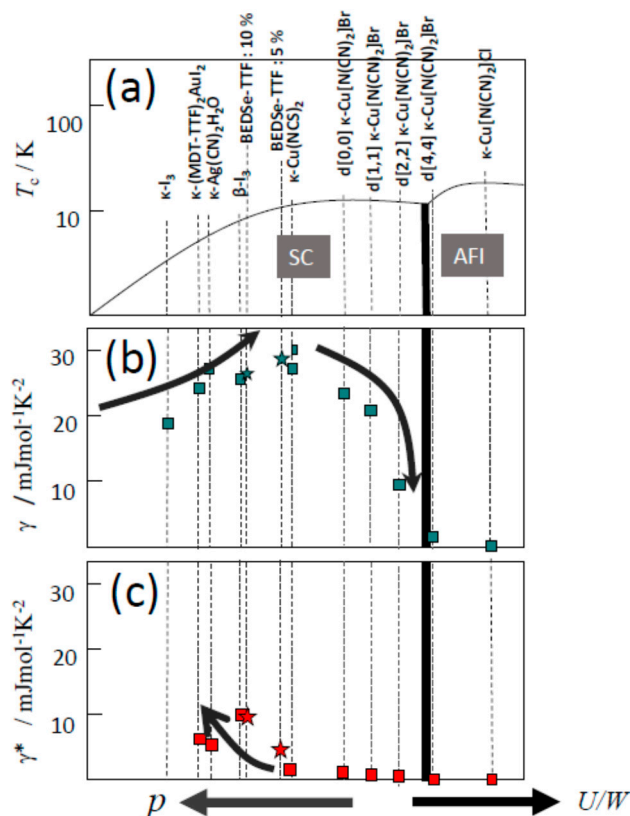 (a)
T_c / K
100
10
κ-I₃
κ-(MDT-TTF)₂AuI₂
κ-Ag(CN)₂H₂O
β-I₃
BEDSe-TTF : 10 %
BEDSe-TTF : 5 %
κ-Cu(NCS)₂
d[0,0] κ-Cu[N(CN)₂]Br
d[1,1] κ-Cu[N(CN)₂]Br
d[2,2] κ-Cu[N(CN)₂]Br
d[4,4] κ-Cu[N(CN)₂]Br
κ-Cu[N(CN)₂]Cl
SC
AFI
(b)
γ / mJmol⁻¹K⁻²
30
20
10
(c)
γ* / mJmol⁻¹K⁻²
30
20
10
p
U/W